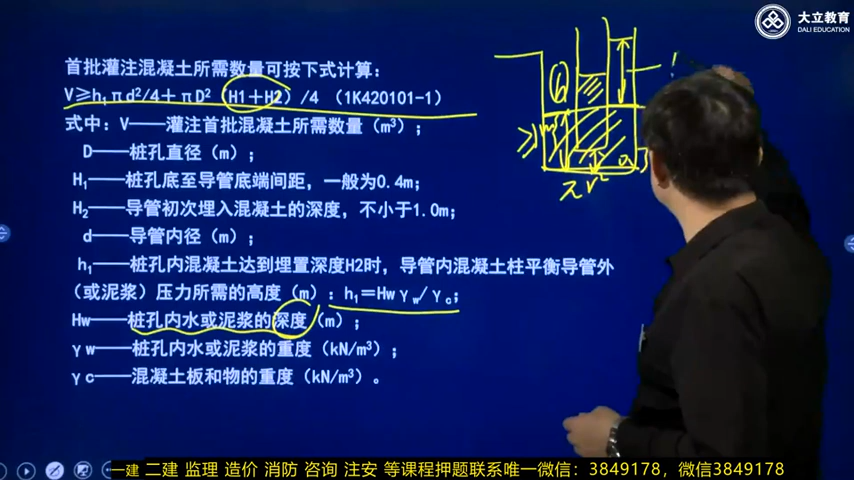 大立教育
DALI EDUCATION
首批灌注混凝土所需数量可按下式计算：
V≥h₁πd²/4＋πD²（H1＋H2）/4 （1K420101-1）
式中：V——灌注首批混凝土所需数量（m³）；
D——桩孔直径（m）；
H₁——桩孔底至导管底端间距，一般为0.4m；
H₂——导管初次埋入混凝土的深度，不小于1.0m；
d——导管内径（m）；
h₁——桩孔内混凝土达到埋置深度H2时，导管内混凝土柱平衡导管外
（或泥浆）压力所需的高度（m）：h₁＝Hwγw／γc；
Hw——桩孔内水或泥浆的深度（m）；
γw——桩孔内水或泥浆的重度（kN/m³）；
γc——混凝土板和物的重度（kN/m³）。
πr²
一建 二建 监理 造价 消防 咨询 注安 等课程押题联系唯一微信：3849178，微信3849178